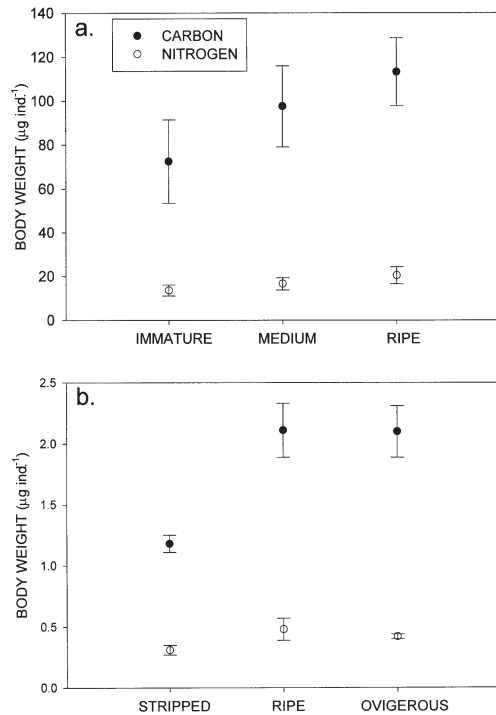 a.
CARBON
NITROGEN
140
120
100
80
60
40
20
0
BODY WEIGHT (µg ind.-1)
IMMATURE MEDIUM RIPE
b.
2.5
2.0
1.5
1.0
0.5
0.0
BODY WEIGHT (µg ind.-1)
STRIPPED RIPE OVIGEROUS